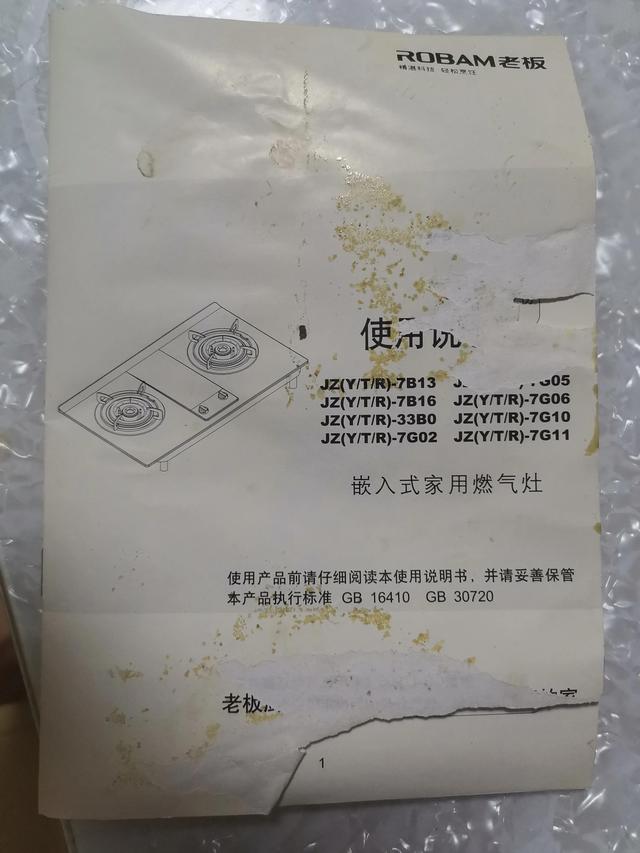 ROBAM老板
精湛科技 轻松烹饪
使用说
JZ(Y/T/R)-7B13 7G05
JZ(Y/T/R)-7B16 JZ(Y/T/R)-7G06
JZ(Y/T/R)-33B0 JZ(Y/T/R)-7G10
JZ(Y/T/R)-7G02 JZ(Y/T/R)-7G11
嵌入式家用燃气灶
使用产品前请仔细阅读本使用说明书，并请妥善保管
本产品执行标准 GB 16410 GB 30720
老板
1